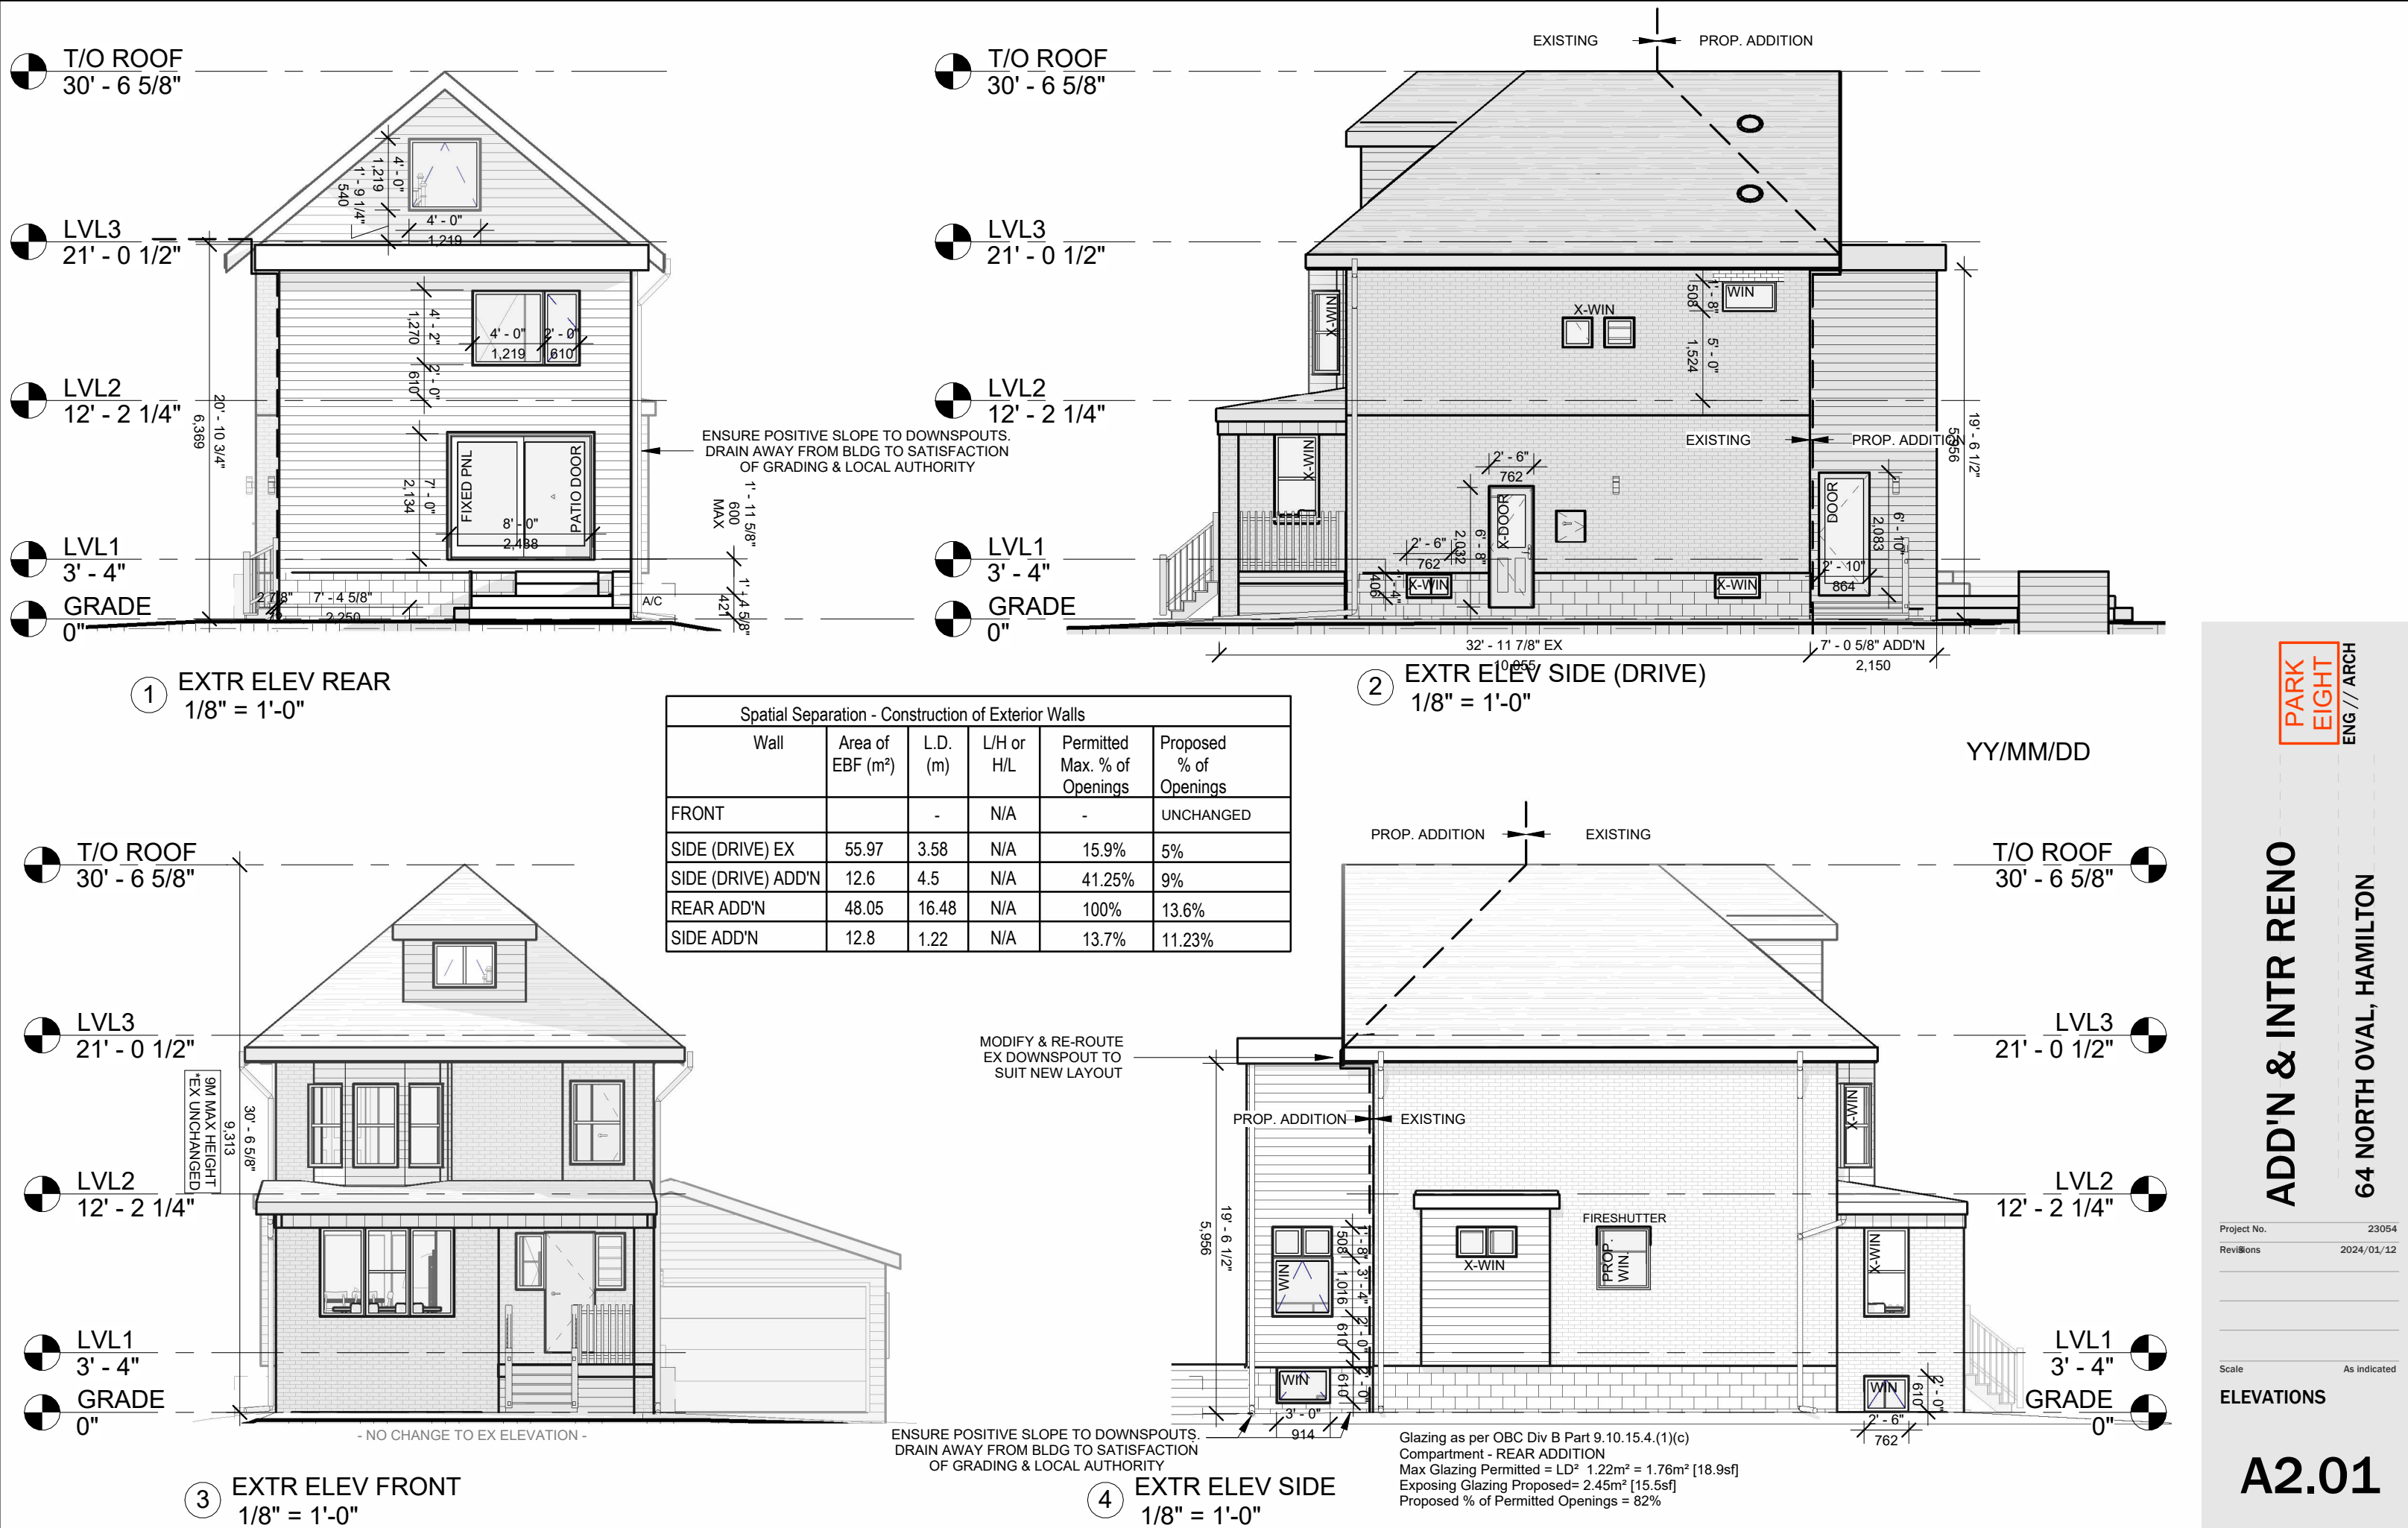 T/O ROOF
30' - 6 5/8"
LVL3
21' - 0 1/2"
LVL2
12' - 2 1/4"
LVL1
3' - 4"
GRADE
0"
4' - 0"
1,219
1' - 9 1/4"
540
4' - 0"
1,219
4' - 2"
1,270
4' - 0"
1,219
2' - 0"
610
2' - 0"
610
20' - 10 3/4"
6,369
7' - 0"
2,134
FIXED PNL
PATIO DOOR
8' - 0"
2,438
ENSURE POSITIVE SLOPE TO DOWNSPOUTS.
DRAIN AWAY FROM BLDG TO SATISFACTION
OF GRADING & LOCAL AUTHORITY
1' - 11 5/8"
600
MAX
1' - 4 5/8"
421
A/C
2 7/8"
7' - 4 5/8"
2,250
1
EXTR ELEV REAR
1/8" = 1'-0"
EXISTING
PROP. ADDITION
T/O ROOF
30' - 6 5/8"
LVL3
21' - 0 1/2"
LVL2
12' - 2 1/4"
LVL1
3' - 4"
GRADE
0"
X-WIN
X-WIN
WIN
1' - 8"
508
5' - 0"
1,524
EXISTING
PROP. ADDITION
19' - 6 1/2"
5,956
X-WIN
2' - 6"
762
X-DOOR
6' - 8"
2,032
2' - 6"
762
1' - 4"
406
X-WIN
X-WIN
DOOR
6' - 10"
2,083
2' - 10"
864
32' - 11 7/8" EX
10,055
7' - 0 5/8" ADD'N
2,150
2
EXTR ELEV SIDE (DRIVE)
1/8" = 1'-0"
Spatial Separation - Construction of Exterior Walls
Wall Area of EBF (m²) L.D. (m) L/H or H/L Permitted Max. % of Openings Proposed % of Openings
FRONT - N/A - UNCHANGED
SIDE (DRIVE) EX 55.97 3.58 N/A 15.9% 5%
SIDE (DRIVE) ADD'N 12.6 4.5 N/A 41.25% 9%
REAR ADD'N 48.05 16.48 N/A 100% 13.6%
SIDE ADD'N 12.8 1.22 N/A 13.7% 11.23%
YY/MM/DD
T/O ROOF
30' - 6 5/8"
LVL3
21' - 0 1/2"
LVL2
12' - 2 1/4"
LVL1
3' - 4"
GRADE
0"
30' - 6 5/8"
9,313
9M MAX HEIGHT
*EX UNCHANGED
- NO CHANGE TO EX ELEVATION -
3
EXTR ELEV FRONT
1/8" = 1'-0"
PROP. ADDITION
EXISTING
T/O ROOF
30' - 6 5/8"
LVL3
21' - 0 1/2"
LVL2
12' - 2 1/4"
LVL1
3' - 4"
GRADE
0"
MODIFY & RE-ROUTE
EX DOWNSPOUT TO
SUIT NEW LAYOUT
PROP. ADDITION
EXISTING
19' - 6 1/2"
5,956
WIN
1' - 8"
508
3' - 4"
1,016
2' - 0"
610
2' - 0"
610
WIN
3' - 0"
914
X-WIN
FIRESHUTTER
PROP.
WIN.
X-WIN
X-WIN
WIN
2' - 0"
610
2' - 6"
762
ENSURE POSITIVE SLOPE TO DOWNSPOUTS.
DRAIN AWAY FROM BLDG TO SATISFACTION
OF GRADING & LOCAL AUTHORITY
4
EXTR ELEV SIDE
1/8" = 1'-0"
Glazing as per OBC Div B Part 9.10.15.4.(1)(c)
Compartment - REAR ADDITION
Max Glazing Permitted = LD² 1.22m² = 1.76m² [18.9sf]
Exposing Glazing Proposed= 2.45m² [15.5sf]
Proposed % of Permitted Openings = 82%
PARK
EIGHT
ENG // ARCH
ADD'N & INTR RENO
64 NORTH OVAL, HAMILTON
Project No. 23054
Revisions 2024/01/12
Scale As indicated
ELEVATIONS
A2.01